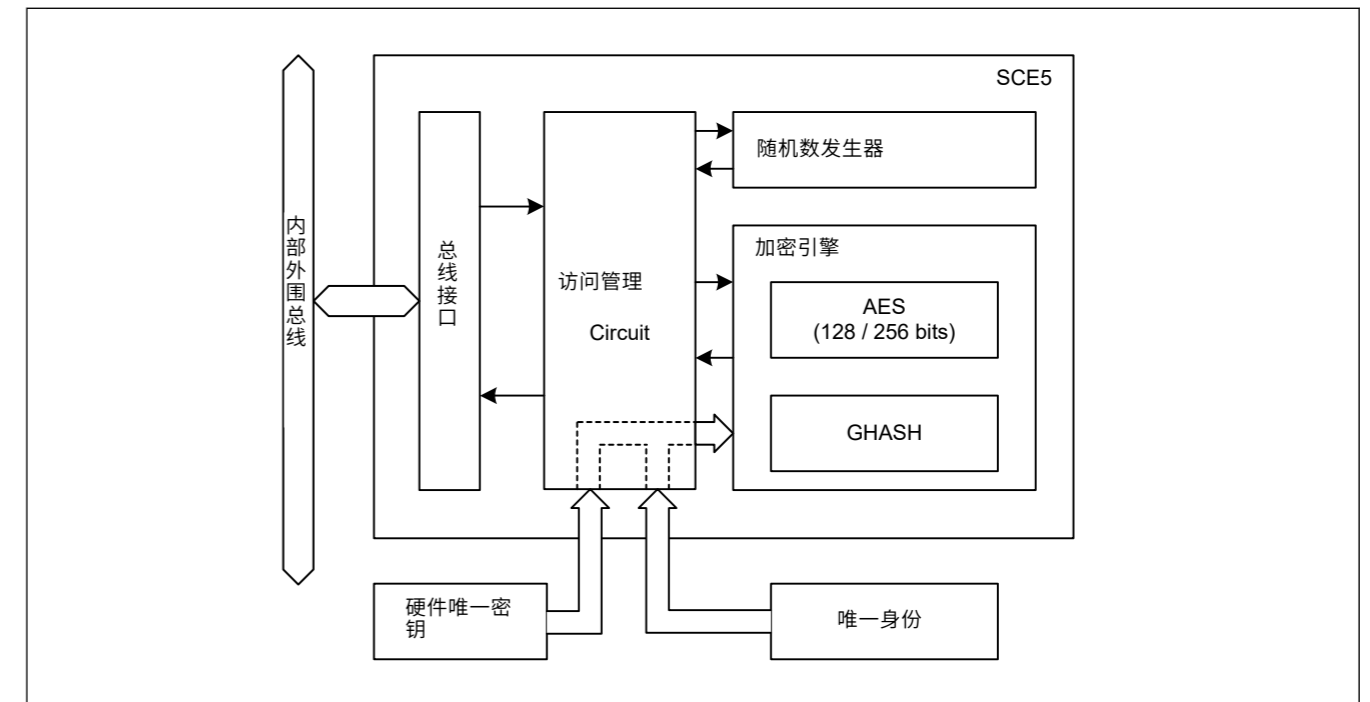 SCE5
随机数发生器
内部外围总线
总线接口
访问管理
Circuit
加密引擎
AES
(128 / 256 bits)
GHASH
硬件唯一密
钥
唯一身份